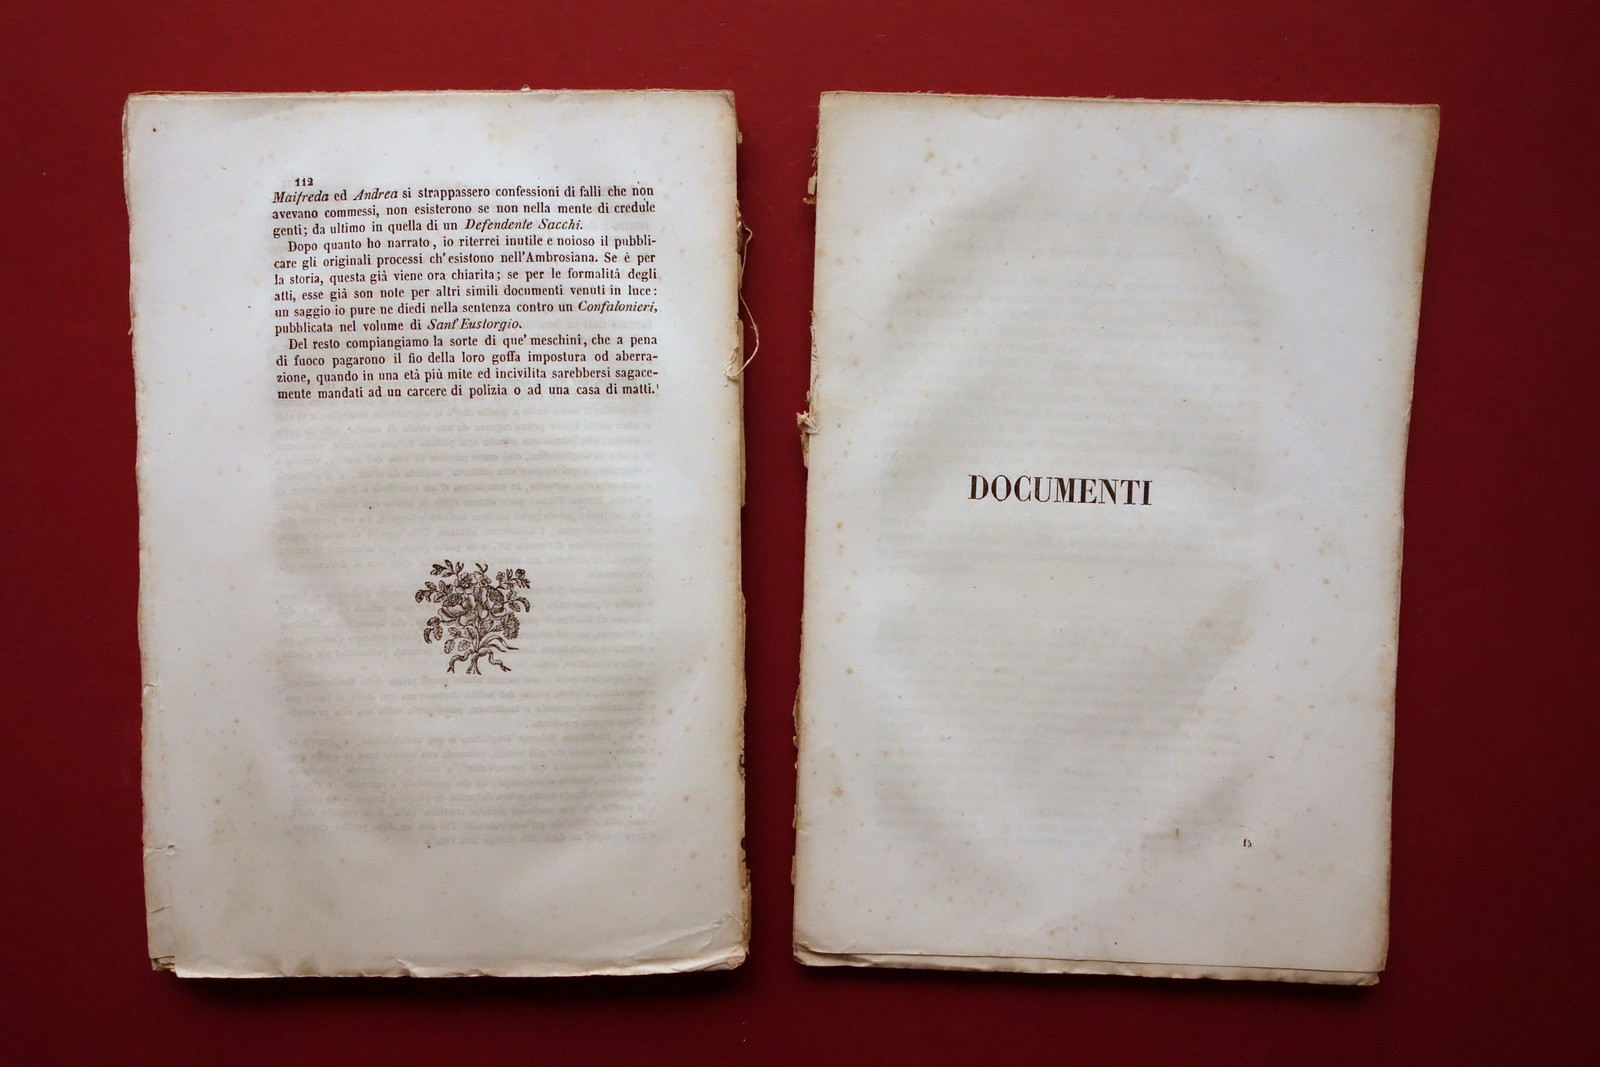 112
Maifreda ed Andrea si strappassero confessioni di falli che non
avevano commessi, non esisterono se non nella mente di credule
genti; da ultimo in quella di un Defendente Sacchi.
Dopo quanto ho narrato, io riterrei inutile e noioso il pubbli-
care gli originali processi ch'esistono nell'Ambrosiana. Se è per
la storia, questa già viene ora chiarita; se per le formalità degli
atti, esse già son note per altri simili documenti venuti in luce:
un saggio io pure ne diedi nella sentenza contro un Confalonieri,
pubblicata nel volume di Sant'Eustorgio.
Del resto compiangiamo la sorte di que' meschini, che a pena
di fuoco pagarono il fio della loro goffa impostura od aberra-
zione, quando in una età più mite ed incivilita sarebbersi sagace-
mente mandati ad un carcere di polizia o ad una casa di matti.
DOCUMENTI
15